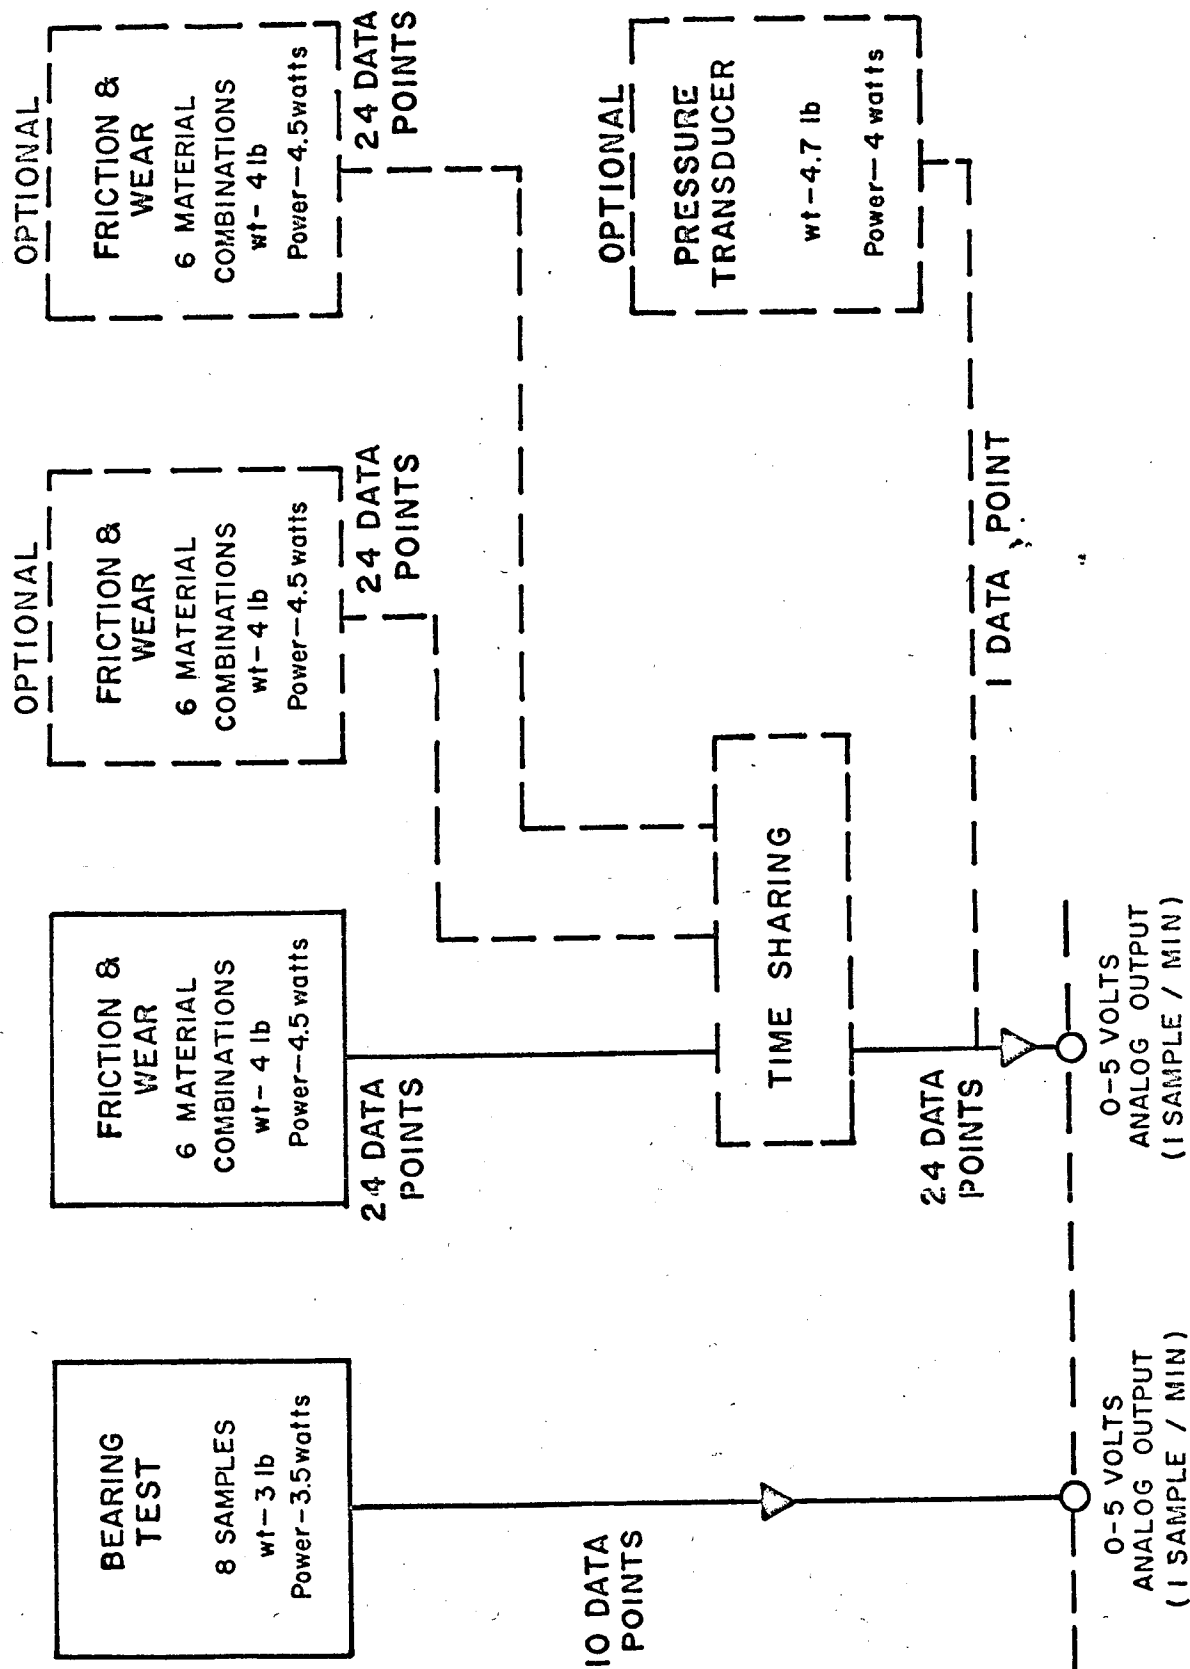 BEARING
TEST
8 SAMPLES
wt-3 lb
Power-3.5 watts
10 DATA
POINTS
0-5 VOLTS
ANALOG OUTPUT
(1 SAMPLE / MIN)
FRICTION &
WEAR
6 MATERIAL
COMBINATIONS
wt- 4 lb
Power-4.5 watts
24 DATA
POINTS
TIME SHARING
24 DATA
POINTS
0-5 VOLTS
ANALOG OUTPUT
(1 SAMPLE / MIN)
OPTIONAL
FRICTION &
WEAR
6 MATERIAL
COMBINATIONS
wt- 4 lb
Power-4.5 watts
24 DATA
POINTS
OPTIONAL
FRICTION &
WEAR
6 MATERIAL
COMBINATIONS
wt- 4 lb
Power-4.5 watts
24 DATA
POINTS
OPTIONAL
PRESSURE
TRANSDUCER
wt-4.7 lb
Power-4 watts
1 DATA POINT